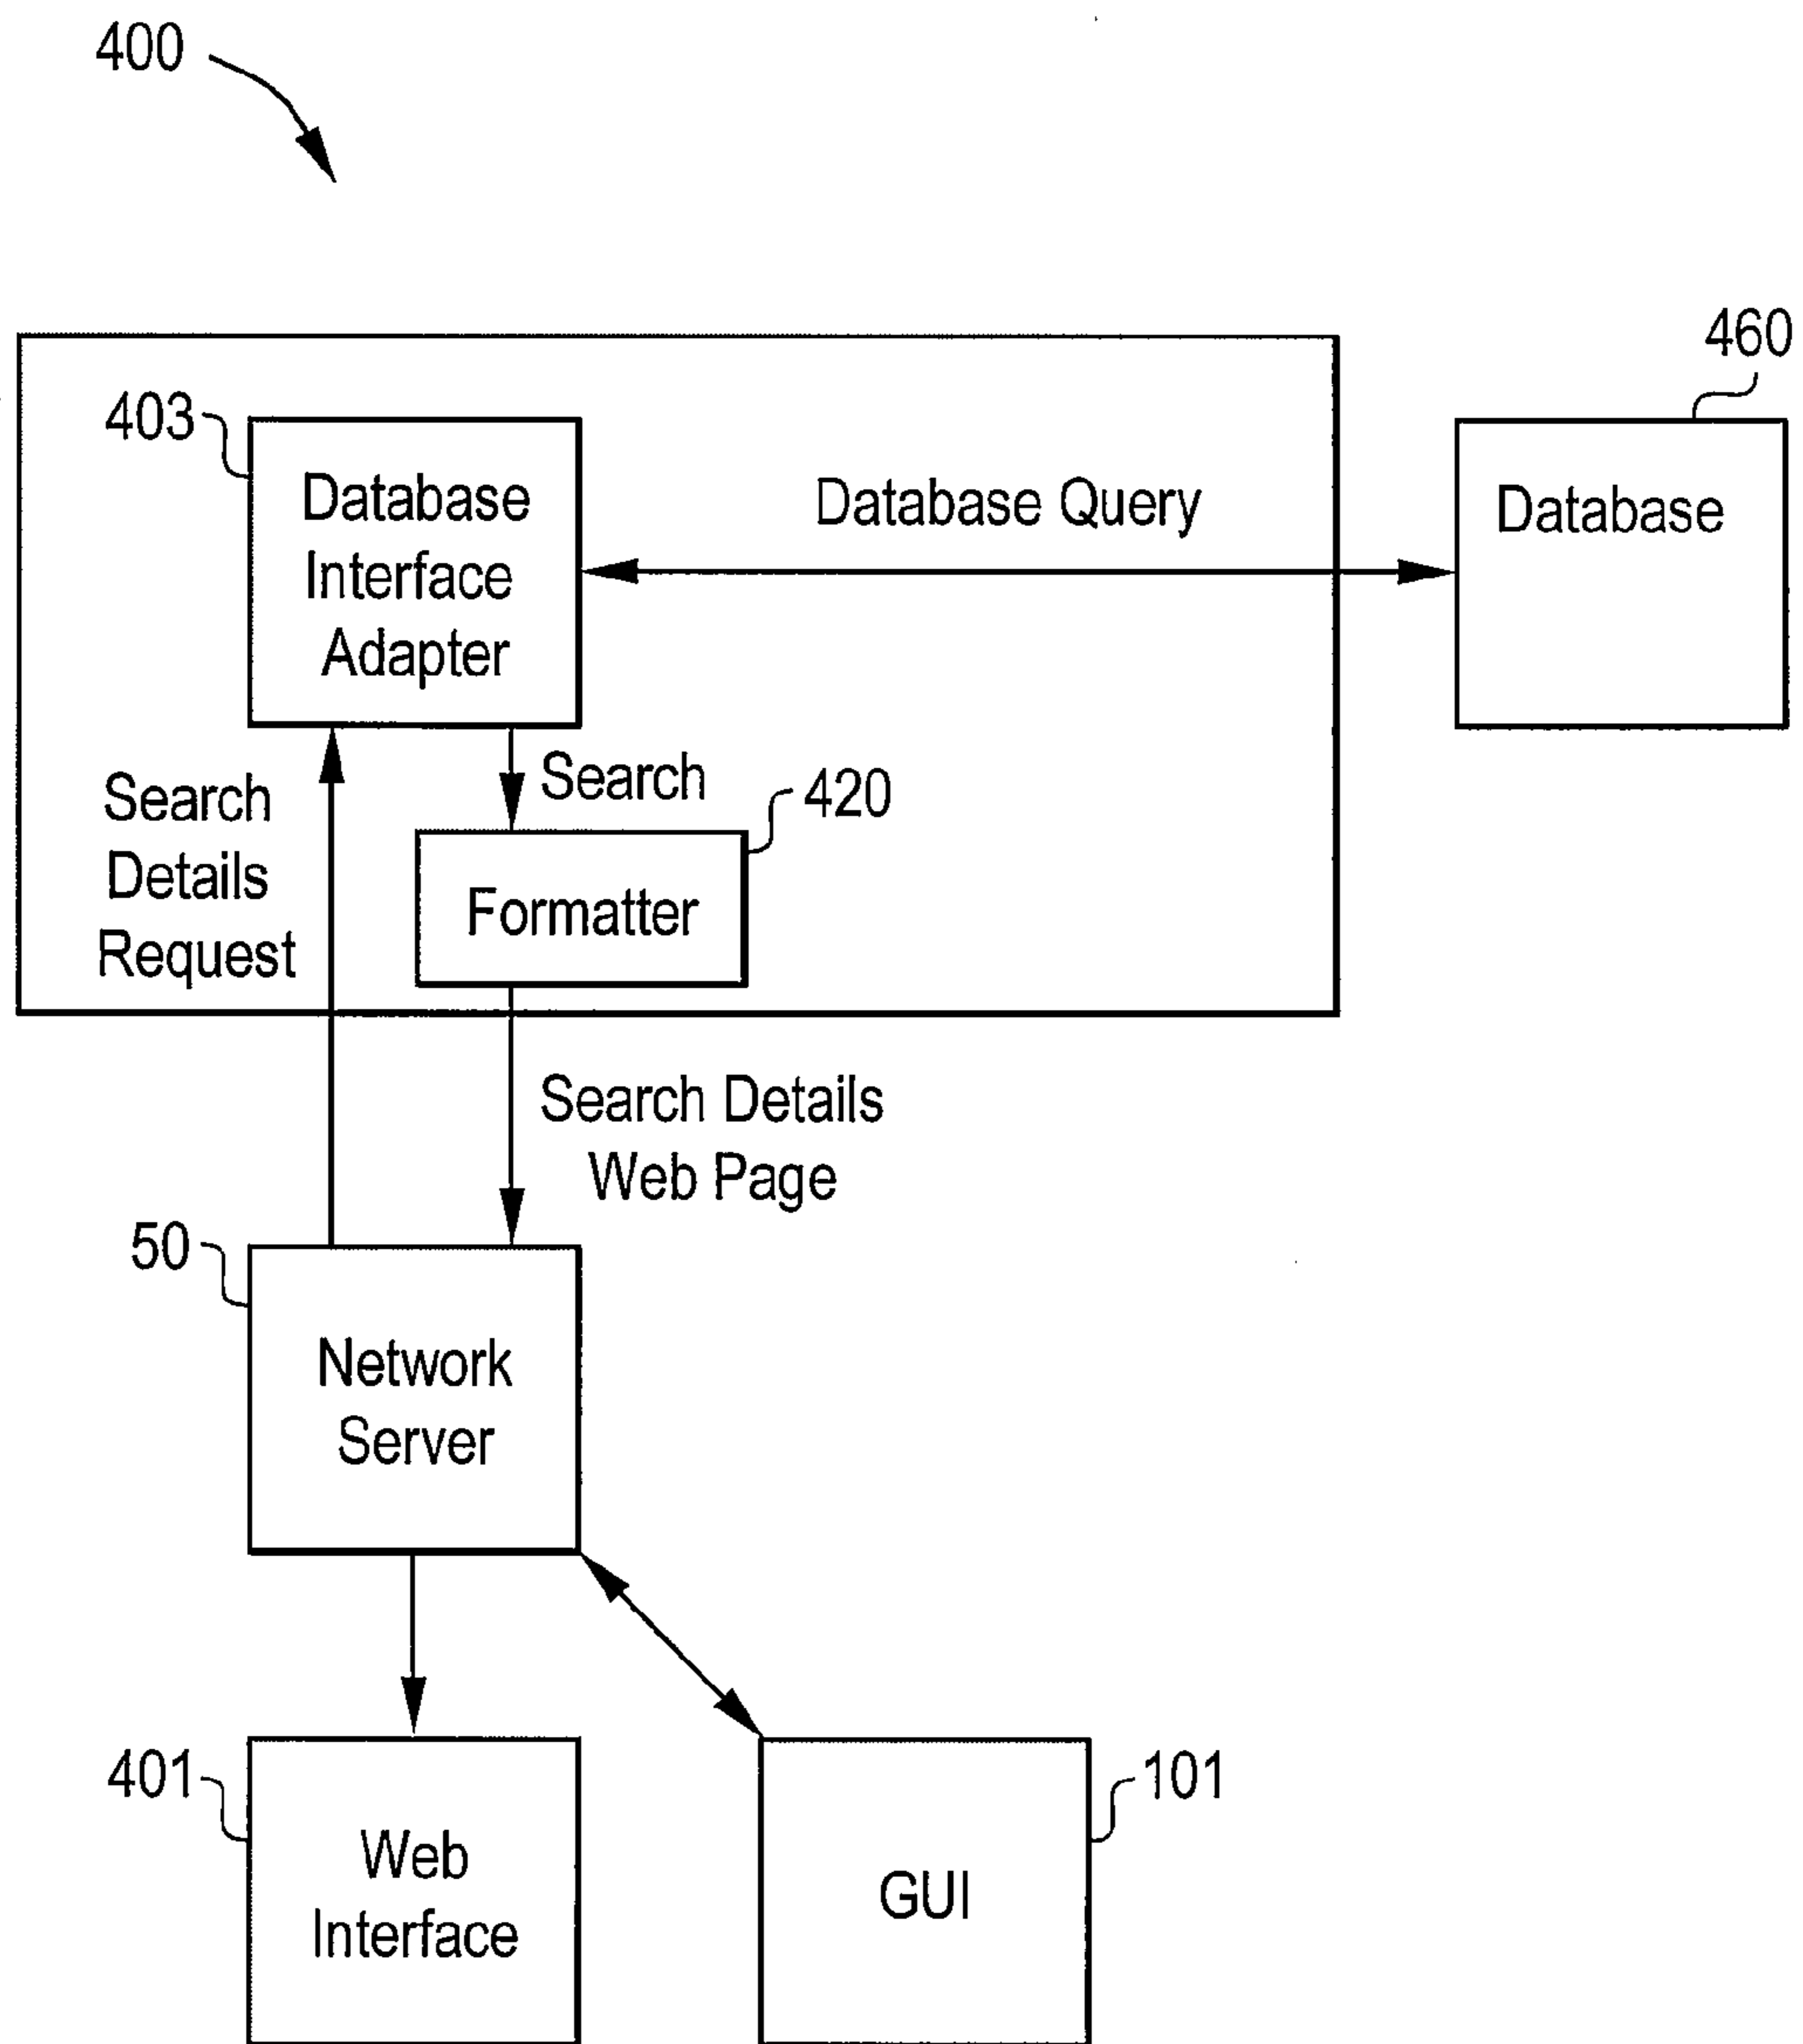 400
460
403
Database
Interface
Adapter
Database Query
Database
Search
Details
Request
Search
420
Formatter
Search Details
Web Page
50
Network
Server
401
Web
Interface
101
GUI